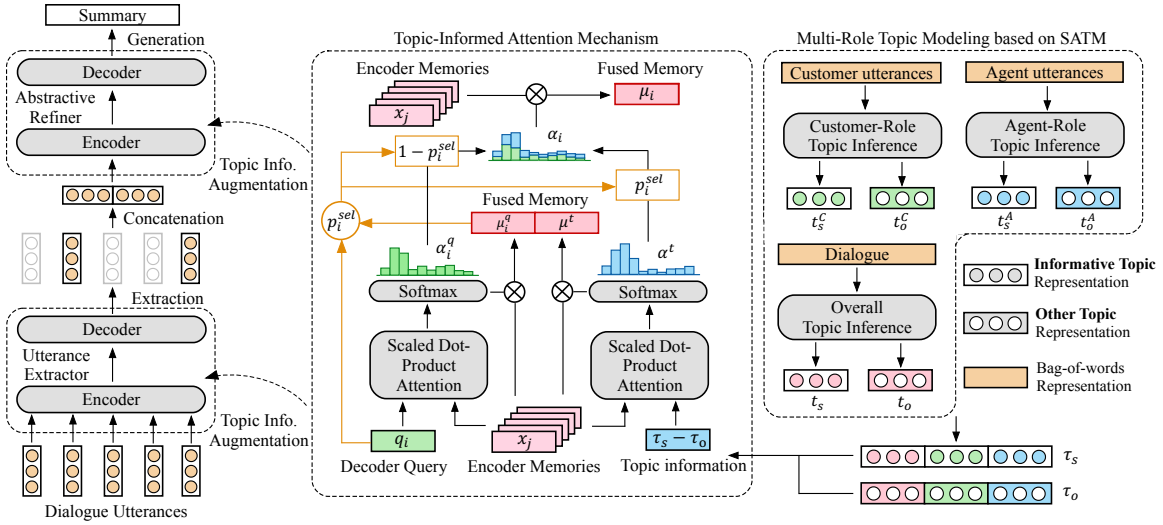 Summary
Generation
Decoder
Abstractive
Refiner
Encoder
Topic Info.
Augmentation
Concatenation
Extraction
Decoder
Utterance
Extractor
Encoder
Topic Info.
Augmentation
Dialogue Utterances
Topic-Informed Attention Mechanism
Encoder Memories
Fused Memory
x_j
μ_i
α_i
1 − p_i^{sel}
p_i^{sel}
p_i^{sel}
Fused Memory
μ_i^q
μ^t
α_i^q
α^t
Softmax
Softmax
Scaled Dot-
Product
Attention
Scaled Dot-
Product
Attention
q_i
x_j
τ_s − τ_o
Decoder Query
Encoder Memories
Topic information
Multi-Role Topic Modeling based on SATM
Customer utterances
Agent utterances
Customer-Role
Topic Inference
Agent-Role
Topic Inference
t_s^C
t_o^C
t_s^A
t_o^A
Dialogue
Overall
Topic Inference
t_s
t_o
Informative Topic
Representation
Other Topic
Representation
Bag-of-words
Representation
τ_s
τ_o